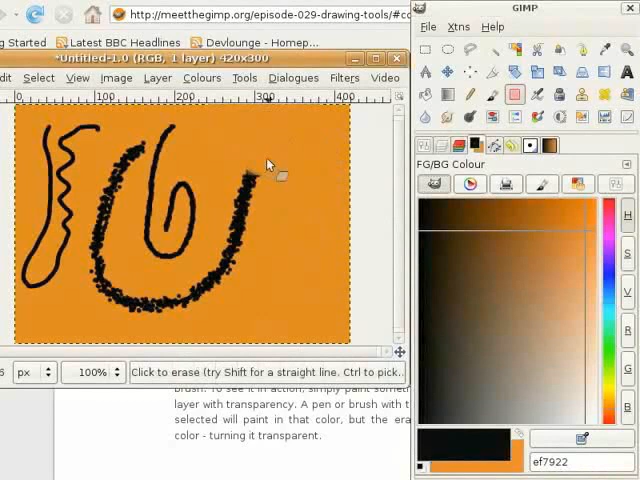 http://meetthegimp.org/episode-029-drawing-tools/#co
GIMP
ng Started Latest BBC Headlines Devlounge - Homep...
File Xtns Help
*Untitled-1.0 (RGB, 1 layer) 420x300
dit Select View Image Layer Colours Tools Dialogues Filters Video
0 100 200 300 400
FG/BG Colour
H
S
V
R
G
B
6 px 100% Click to erase (try Shift for a straight line. Ctrl to pick...
brush. To see it in action, simply paint somet
layer with transparency. A pen or brush with t
selected will paint in that color, but the era
color - turning it transparent.
ef7922